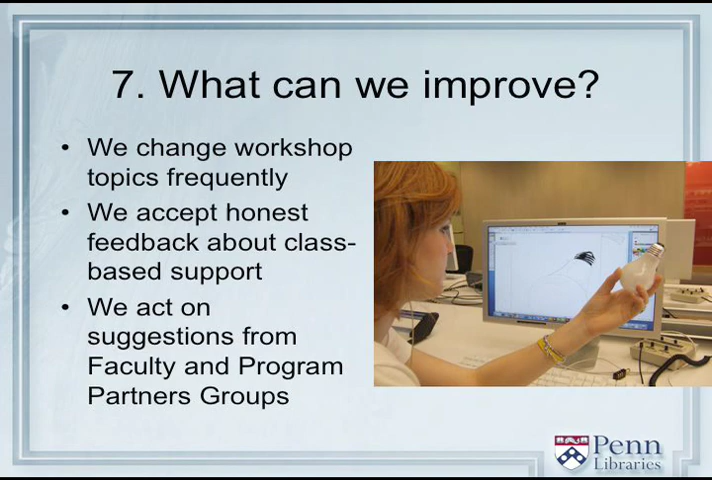 7. What can we improve?
• We change workshop
topics frequently
• We accept honest
feedback about class-
based support
• We act on
suggestions from
Faculty and Program
Partners Groups
Penn
Libraries